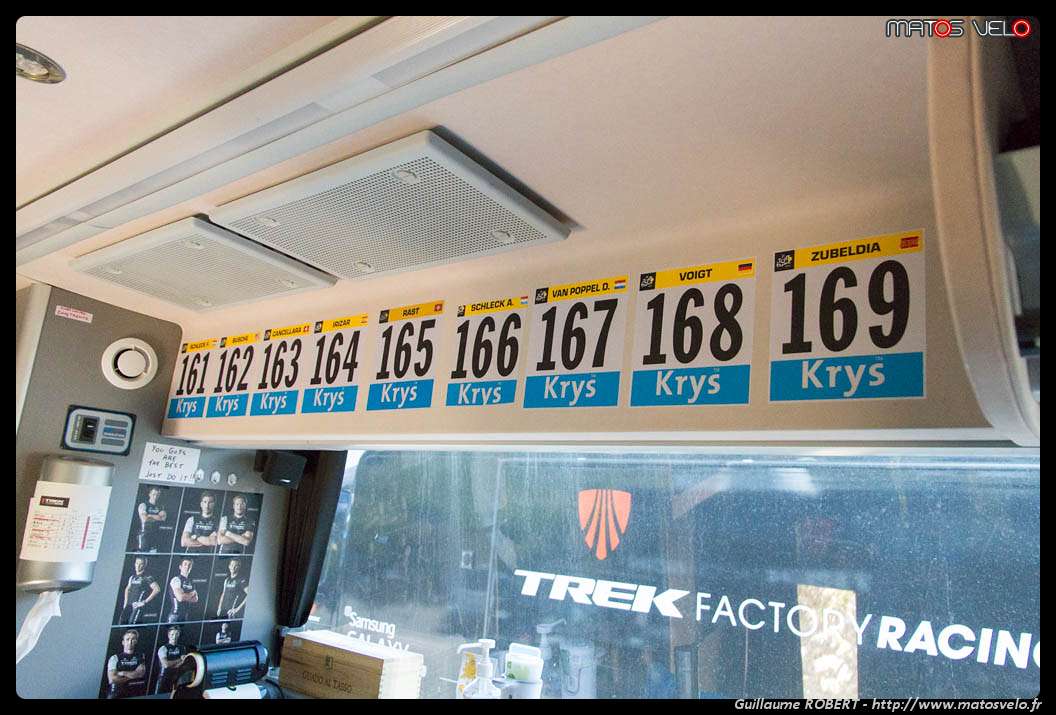 MATOS VELO
SCHLECK F.
161
Krys
BUSCHE
162
Krys
CANCELLARA
163
Krys
IRIZAR
164
Krys
RAST
165
Krys
SCHLECK A.
166
Krys
VAN POPPEL D.
167
Krys
VOIGT
168
Krys
ZUBELDIA
169
Krys
YOU GUYS
ARE
THE BEST
JUST DO IT!!
TREK
TREK FACTORY RACING
Samsung
GALAXY
Guillaume ROBERT - http://www.matosvelo.fr